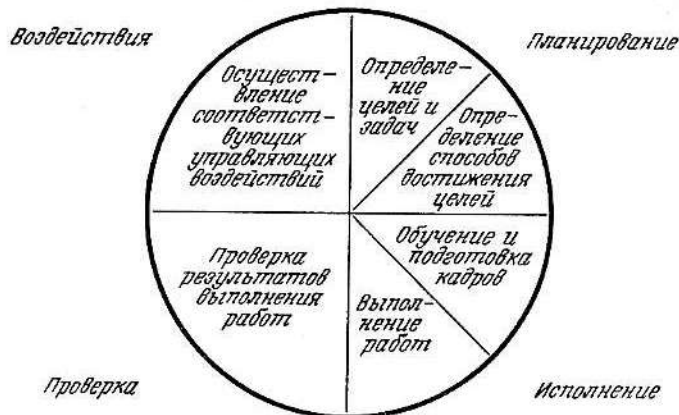 Воздействия
Планирование
Осущест-
вление
соответст-
вующих
управляющих
воздействий
Определе-
ние
целей и
задач
Опре-
деление
способов
достижения
целей
Обучение и
подготовка
кадров
Выпол-
нение
работ
Проверка
результатов
выполнения
работ
Проверка
Исполнение